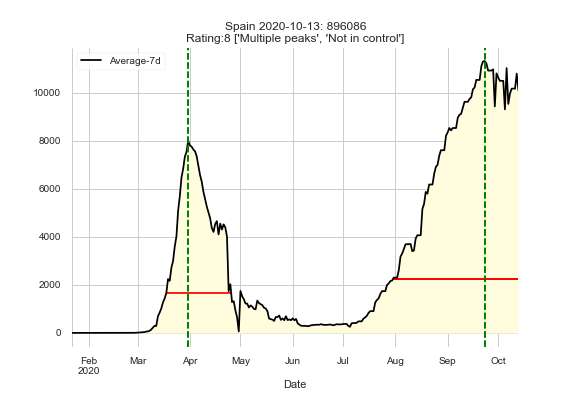 Spain 2020-10-13: 896086
Rating:8 ['Multiple peaks', 'Not in control']
Average-7d
10000
8000
6000
4000
2000
0
Feb Mar Apr May Jun Jul Aug Sep Oct
2020
Date